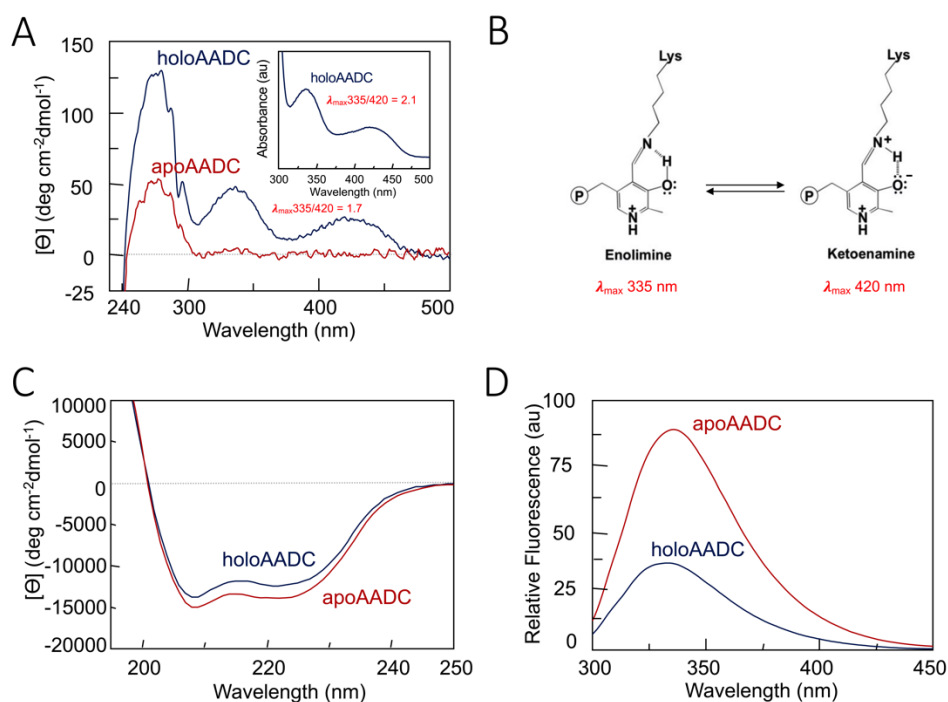 A
[Θ] (deg cm-2dmol-1)
150
100
50
0
-25
holoAADC
apoAADC
Absorbance (au)
holoAADC
λmax335/420 = 2.1
300 350 400 450 500
Wavelength (nm)
λmax335/420 = 1.7
240 300 400 500
Wavelength (nm)
B
Lys Lys
N N+
H H
O: O:-
P P
N+ N+
H H
Enolimine Ketoenamine
λmax 335 nm λmax 420 nm
C
[Θ] (deg cm-2dmol-1)
10000
5000
0
-5000
-10000
-15000
-20000
holoAADC
apoAADC
200 210 220 230 240 250
Wavelength (nm)
D
Relative Fluorescence (au)
100
75
50
25
0
apoAADC
holoAADC
300 350 400 450
Wavelength (nm)